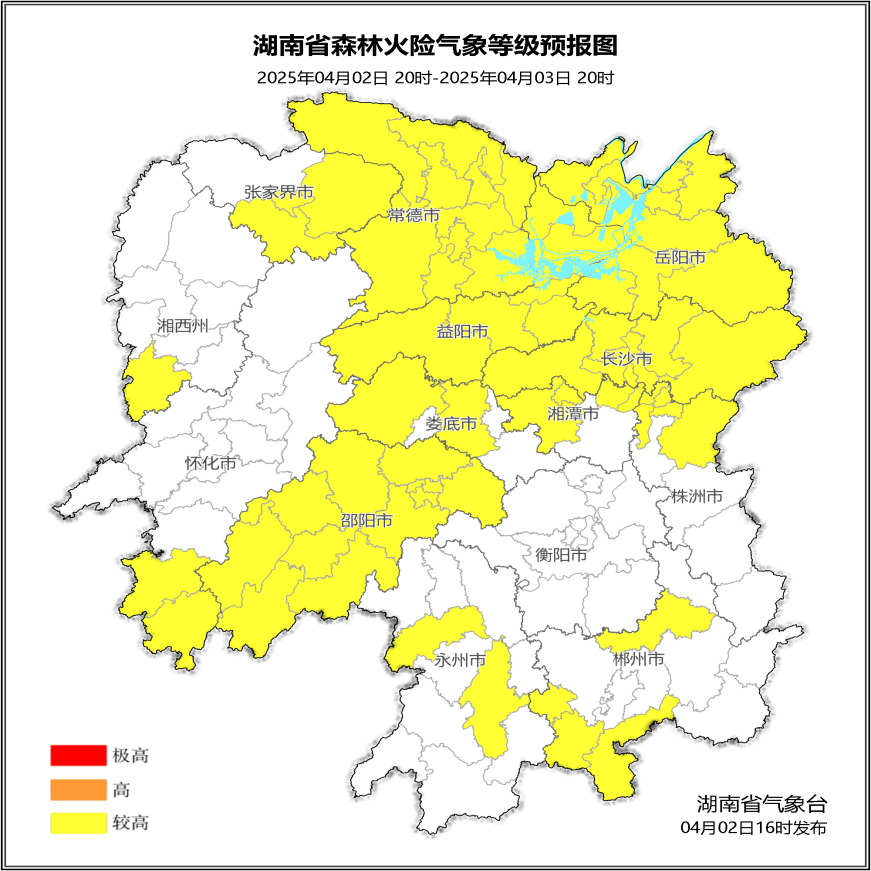 湖南省森林火险气象等级预报图
2025年04月02日 20时-2025年04月03日 20时
张家界市
常德市
岳阳市
湘西州
益阳市
长沙市
湘潭市
娄底市
怀化市
株洲市
邵阳市
衡阳市
永州市
郴州市
极高
高
较高
湖南省气象台
04月02日16时发布